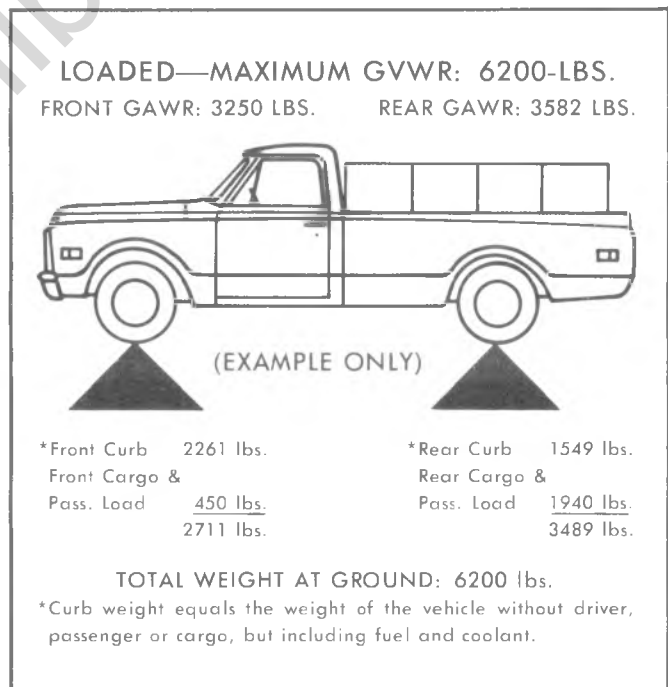 LOADED—MAXIMUM GVWR: 6200-LBS.
FRONT GAWR: 3250 LBS. REAR GAWR: 3582 LBS.
(EXAMPLE ONLY)
*Front Curb 2261 lbs.
Front Cargo &
Pass. Load 450 lbs.
2711 lbs.
*Rear Curb 1549 lbs.
Rear Cargo &
Pass. Load 1940 lbs.
3489 lbs.
TOTAL WEIGHT AT GROUND: 6200 lbs.
*Curb weight equals the weight of the vehicle without driver,
passenger or cargo, but including fuel and coolant.